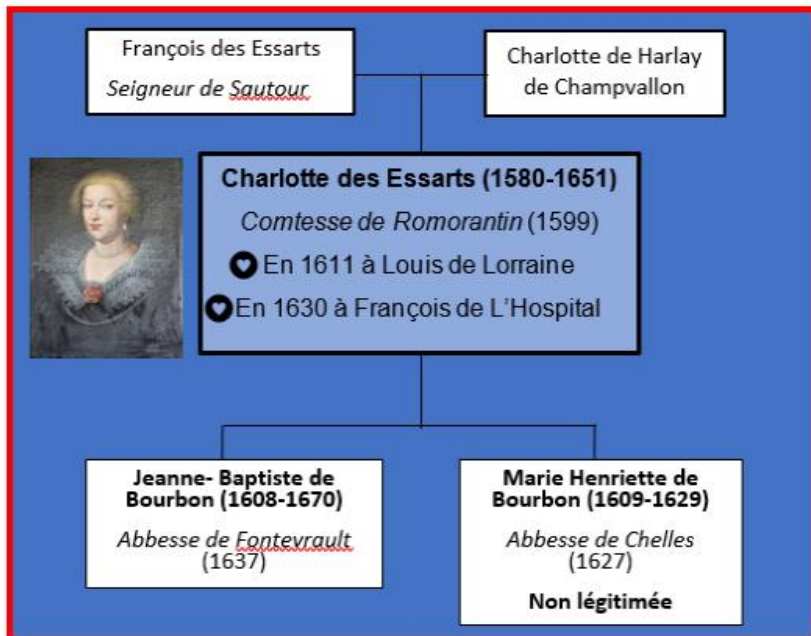 François des Essarts
Seigneur de Sautour
Charlotte de Harlay
de Champvallon
Charlotte des Essarts (1580-1651)
Comtesse de Romorantin (1599)
En 1611 à Louis de Lorraine
En 1630 à François de L'Hospital
Jeanne- Baptiste de
Bourbon (1608-1670)
Abbesse de Fontevrault
(1637)
Marie Henriette de
Bourbon (1609-1629)
Abbesse de Chelles
(1627)
Non légitimée